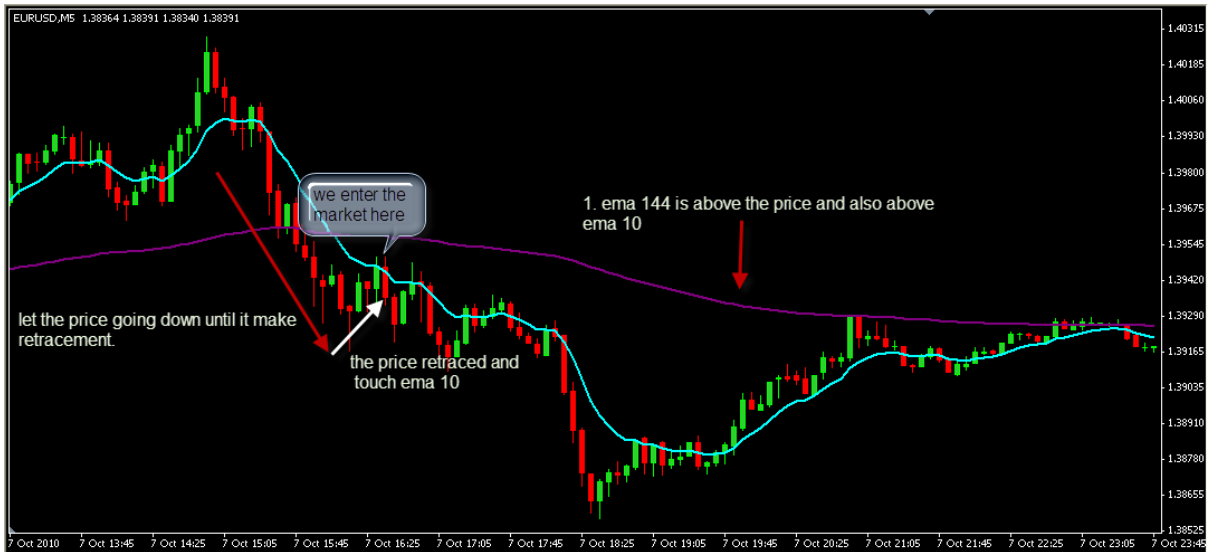 EURUSD,M5 1.38364 1.38391 1.38340 1.38391
1.40315
1.40185
1.40060
1.39930
1.39800
1.39675
1.39545
1.39420
1.39290
1.39165
1.39035
1.38910
1.38780
1.38655
1.38525
we enter the
market here
1. ema 144 is above the price and also above
ema 10
let the price going down until it make
retracement.
the price retraced and
touch ema 10
7 Oct 2010 7 Oct 13:45 7 Oct 14:25 7 Oct 15:05 7 Oct 15:45 7 Oct 16:25 7 Oct 17:05 7 Oct 17:45 7 Oct 18:25 7 Oct 19:05 7 Oct 19:45 7 Oct 20:25 7 Oct 21:05 7 Oct 21:45 7 Oct 22:25 7 Oct 23:05 7 Oct 23:45